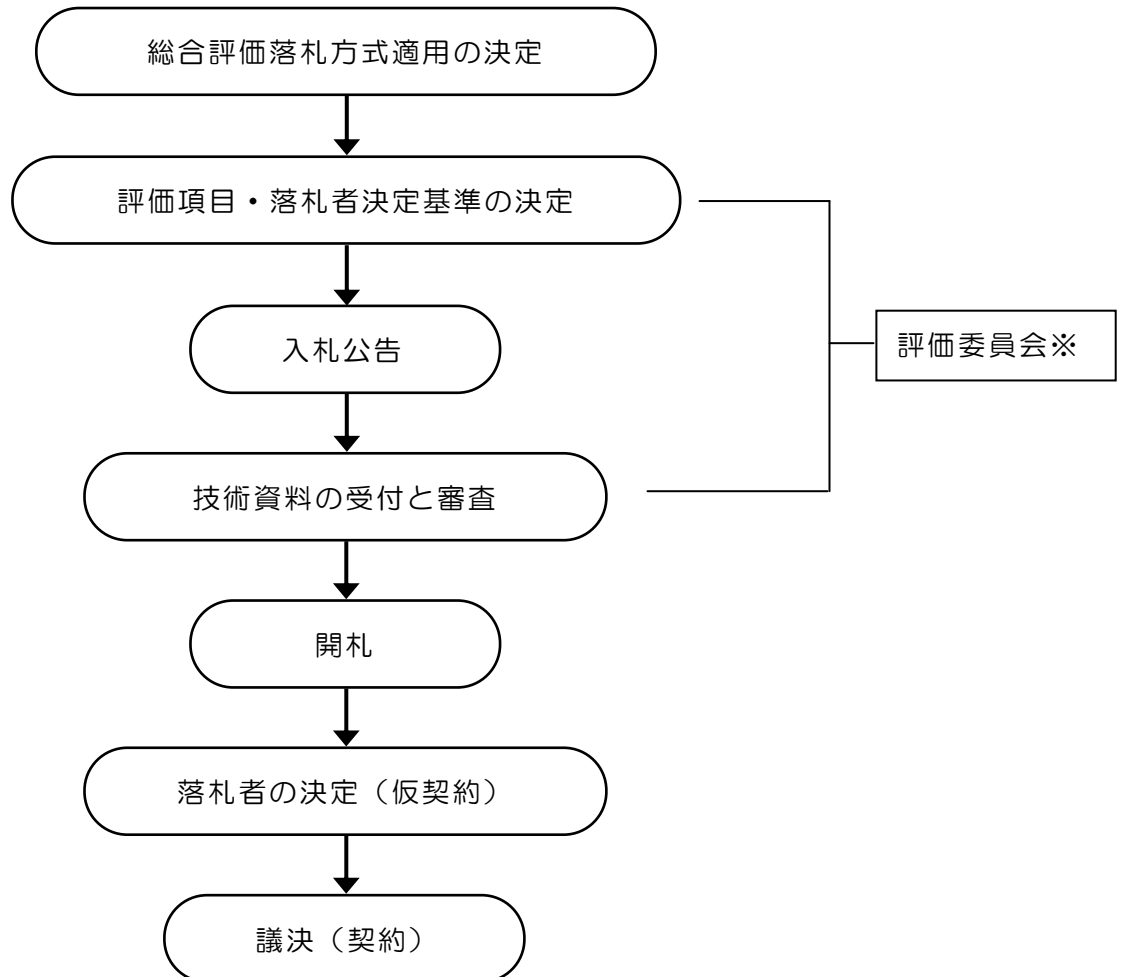 総合評価落札方式適用の決定
評価項目・落札者決定基準の決定
入札公告
評価委員会※
技術資料の受付と審査
開札
落札者の決定（仮契約）
議決（契約）